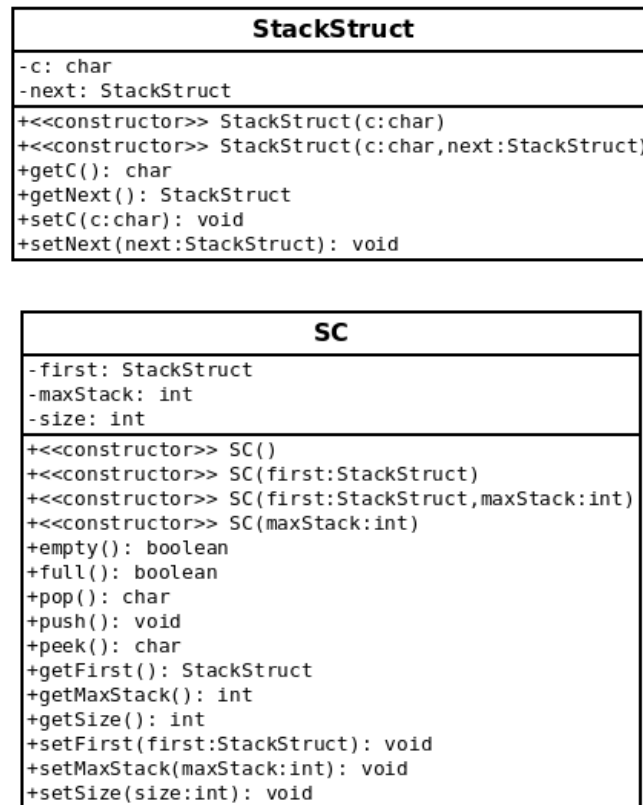 StackStruct
-c: char
-next: StackStruct
+<<constructor>> StackStruct(c:char)
+<<constructor>> StackStruct(c:char,next:StackStruct)
+getC(): char
+getNext(): StackStruct
+setC(c:char): void
+setNext(next:StackStruct): void
SC
-first: StackStruct
-maxStack: int
-size: int
+<<constructor>> SC()
+<<constructor>> SC(first:StackStruct)
+<<constructor>> SC(first:StackStruct,maxStack:int)
+<<constructor>> SC(maxStack:int)
+empty(): boolean
+full(): boolean
+pop(): char
+push(): void
+peek(): char
+getFirst(): StackStruct
+getMaxStack(): int
+getSize(): int
+setFirst(first:StackStruct): void
+setMaxStack(maxStack:int): void
+setSize(size:int): void